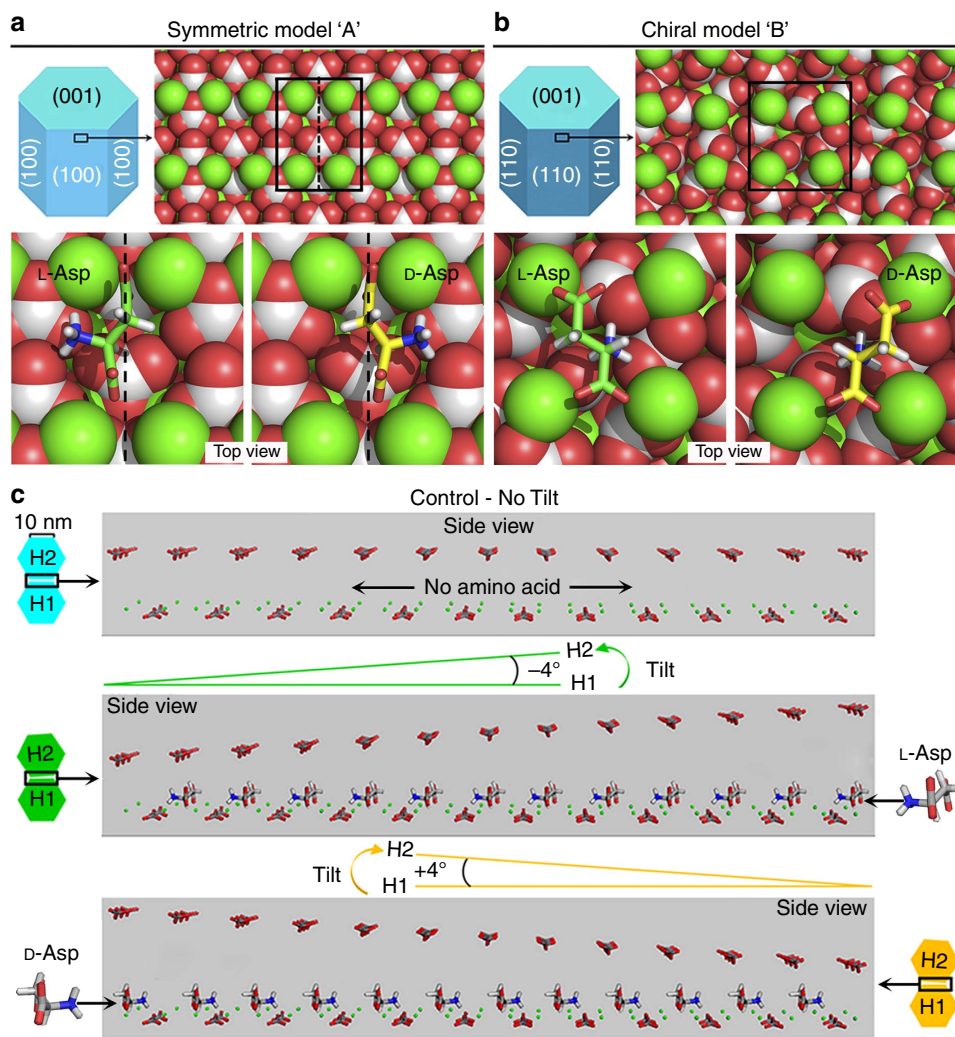 a
Symmetric model ‘A’
(001)
(100)
(100)
(100)
L-Asp
D-Asp
Top view
b
Chiral model ‘B’
(001)
(110)
(110)
(110)
L-Asp
D-Asp
Top view
c
Control - No Tilt
10 nm
H2
H1
Side view
No amino acid
H2
–4°
H1
Tilt
Side view
H2
H1
L-Asp
H2
Tilt
+4°
H1
Side view
D-Asp
H2
H1